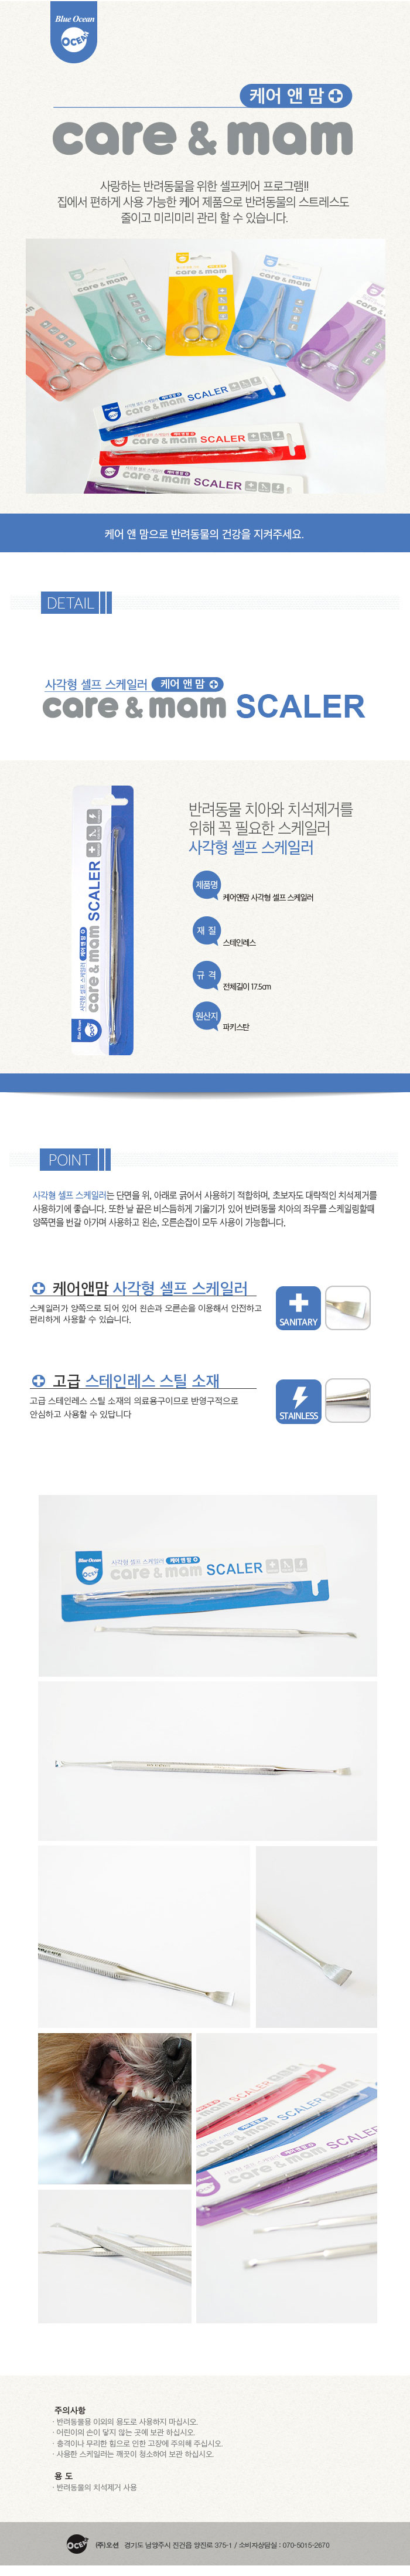 Blue Ocean
OCEAN
케어 앤 맘
care & mam
사랑하는 반려동물을 위한 셀프케어 프로그램!!
집에서 편하게 사용 가능한 케어 제품으로 반려동물의 스트레스도
줄이고 미리미리 관리 할 수 있습니다.
care & mam SCALER
care & mam SCALER
care & mam SCALER
케어 앤 맘으로 반려동물의 건강을 지켜주세요.
DETAIL
사각형 셀프 스케일러 케어 앤 맘
care & mam SCALER
Blue Ocean
사각형 셀프 스케일러 케어 앤 맘
care & mam SCALER
반려동물 치아와 치석제거를
위해 꼭 필요한 스케일러
사각형 셀프 스케일러
제품명
케어앤맘 사각형 셀프 스케일러
재 질
스테인레스
규 격
전체길이 17.5cm
원산지
파키스탄
POINT
사각형 셀프 스케일러는 단면을 위, 아래로 긁어서 사용하기 적합하며, 초보자도 대략적인 치석제거를
사용하기에 좋습니다. 또한 날 끝은 비스듬하게 기울기가 있어 반려동물 치아의 좌우를 스케일링할때
양쪽면을 번갈 아가며 사용하고 왼손, 오른손잡이 모두 사용이 가능합니다.
케어앤맘 사각형 셀프 스케일러
스케일러가 양쪽으로 되어 있어 왼손과 오른손을 이용해서 안전하고
편리하게 사용할 수 있습니다.
SANITARY
고급 스테인레스 스틸 소재
고급 스테인레스 스틸 소재의 의료용구이므로 반영구적으로
안심하고 사용할 수 있답니다
STAINLESS
Blue Ocean
사각형 셀프 스케일러 케어 앤 맘
care & mam SCALER
SCALER
care & mam SCALER
care & mam SCALER
주의사항
· 반려동물용 이외의 용도로 사용하지 마십시오.
· 어린이의 손이 닿지 않는 곳에 보관 하십시오.
· 충격이나 무리한 힘으로 인한 고장에 주의해 주십시오.
· 사용한 스케일러는 깨끗이 청소하여 보관 하십시오.
용 도
· 반려동물의 치석제거 사용
(주)오션 경기도 남양주시 진건읍 양진로 375-1 / 소비자상담실 : 070-5015-2670